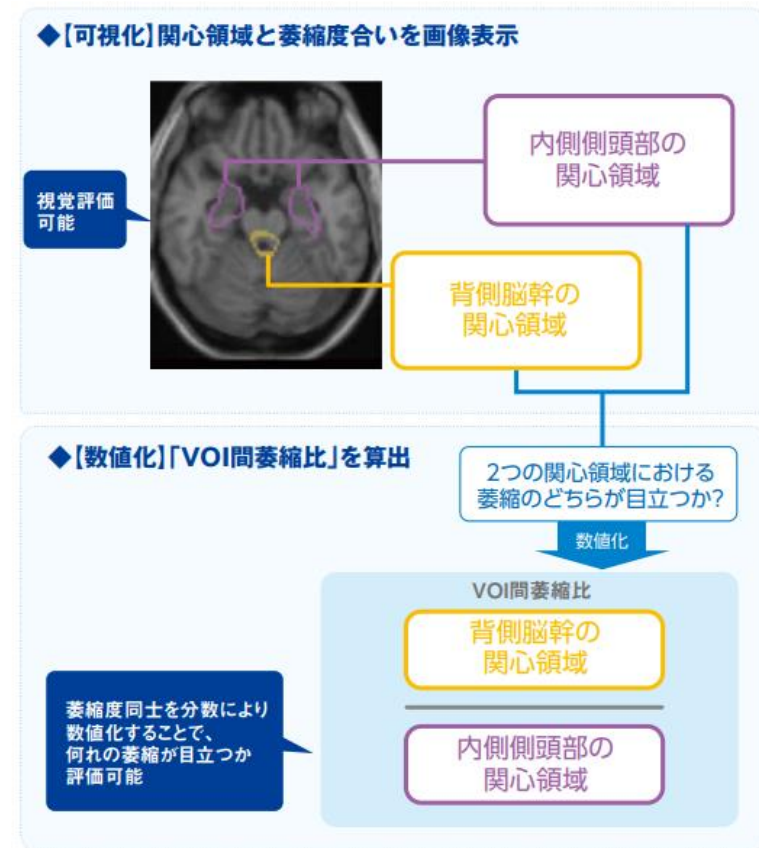 ◆【可視化】関心領域と萎縮度合いを画像表示
視覚評価
可能
内側側頭部の
関心領域
背側脳幹の
関心領域
◆【数値化】「VOI間萎縮比」を算出
2つの関心領域における
萎縮のどちらが目立つか?
数値化
VOI間萎縮比
背側脳幹の
関心領域
内側側頭部の
関心領域
萎縮度同士を分数により
数値化することで、
何れの萎縮が目立つか
評価可能